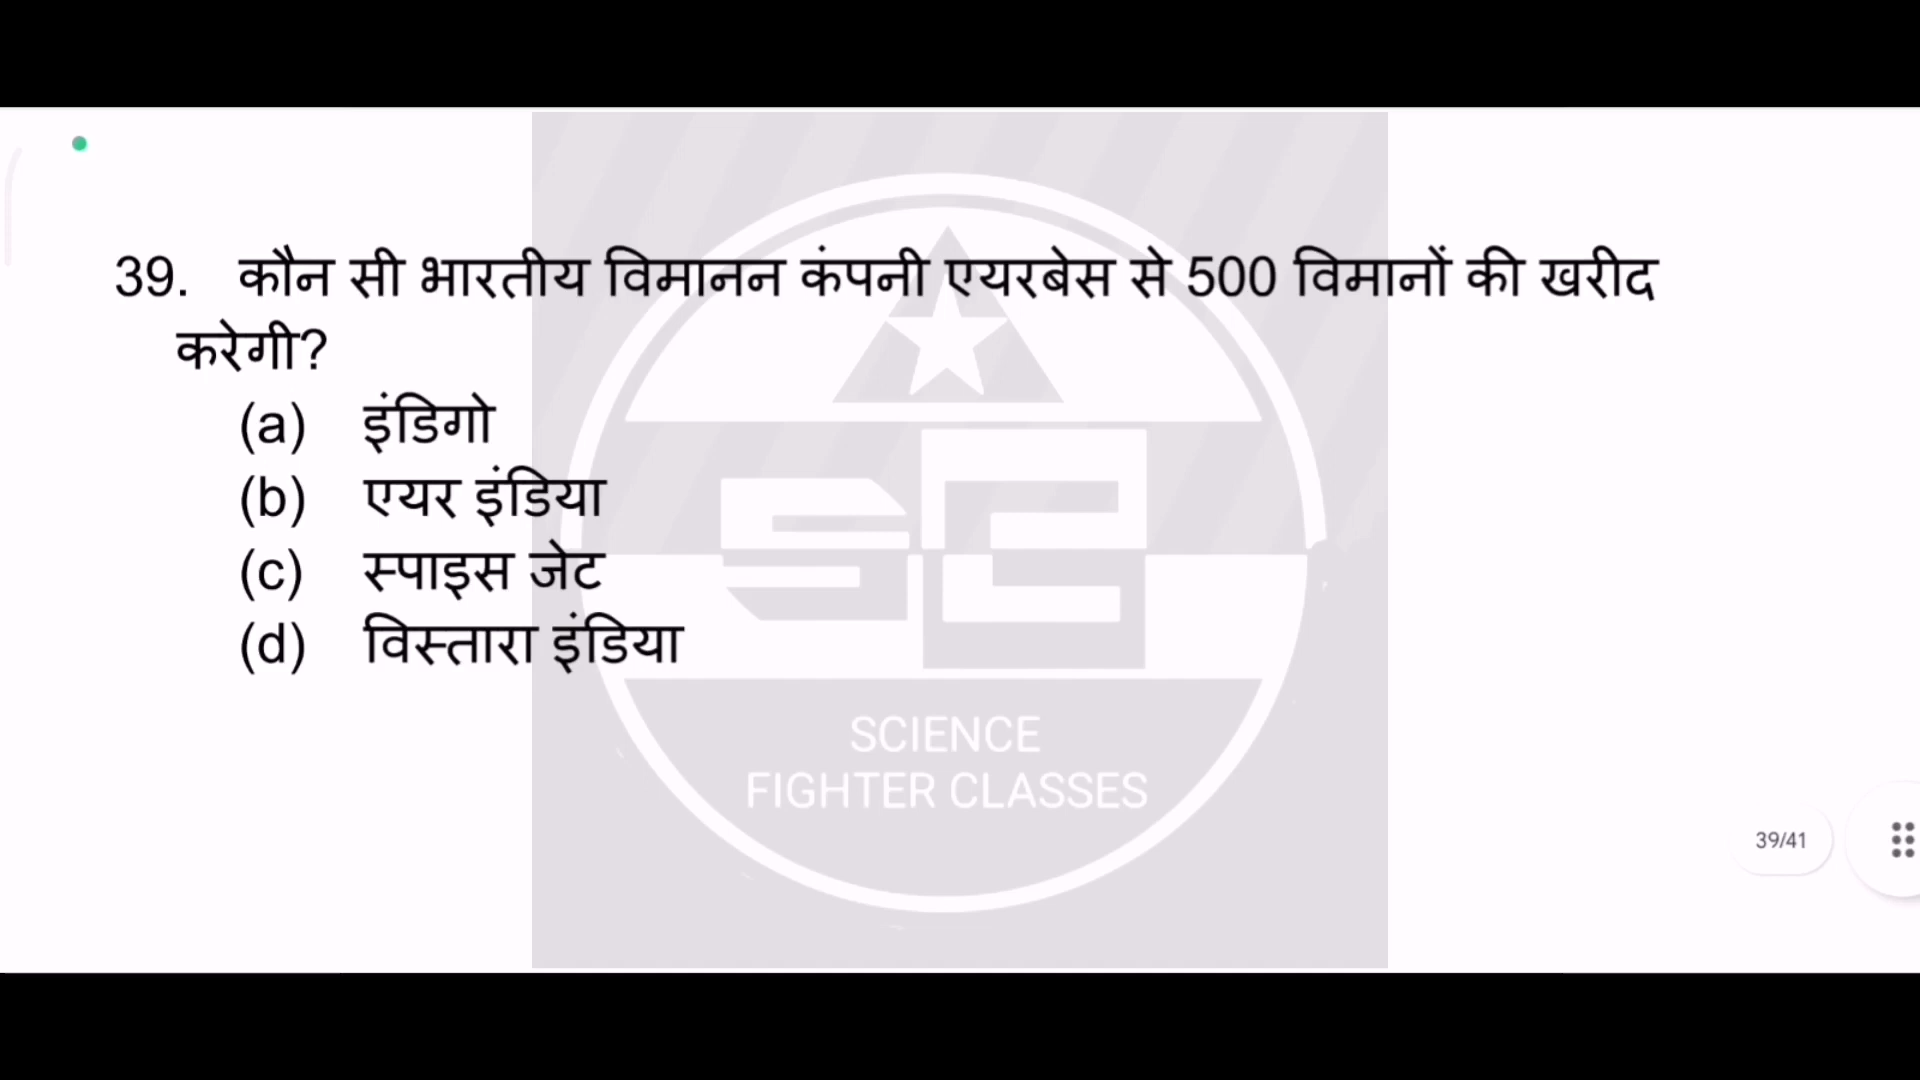 39. कौन सी भारतीय विमानन कंपनी एयरबेस से 500 विमानों की खरीद
करेगी?
(a) इंडिगो
(b) एयर इंडिया
(c) स्पाइस जेट
(d) विस्तारा इंडिया
SCIENCE
FIGHTER CLASSES
39/41